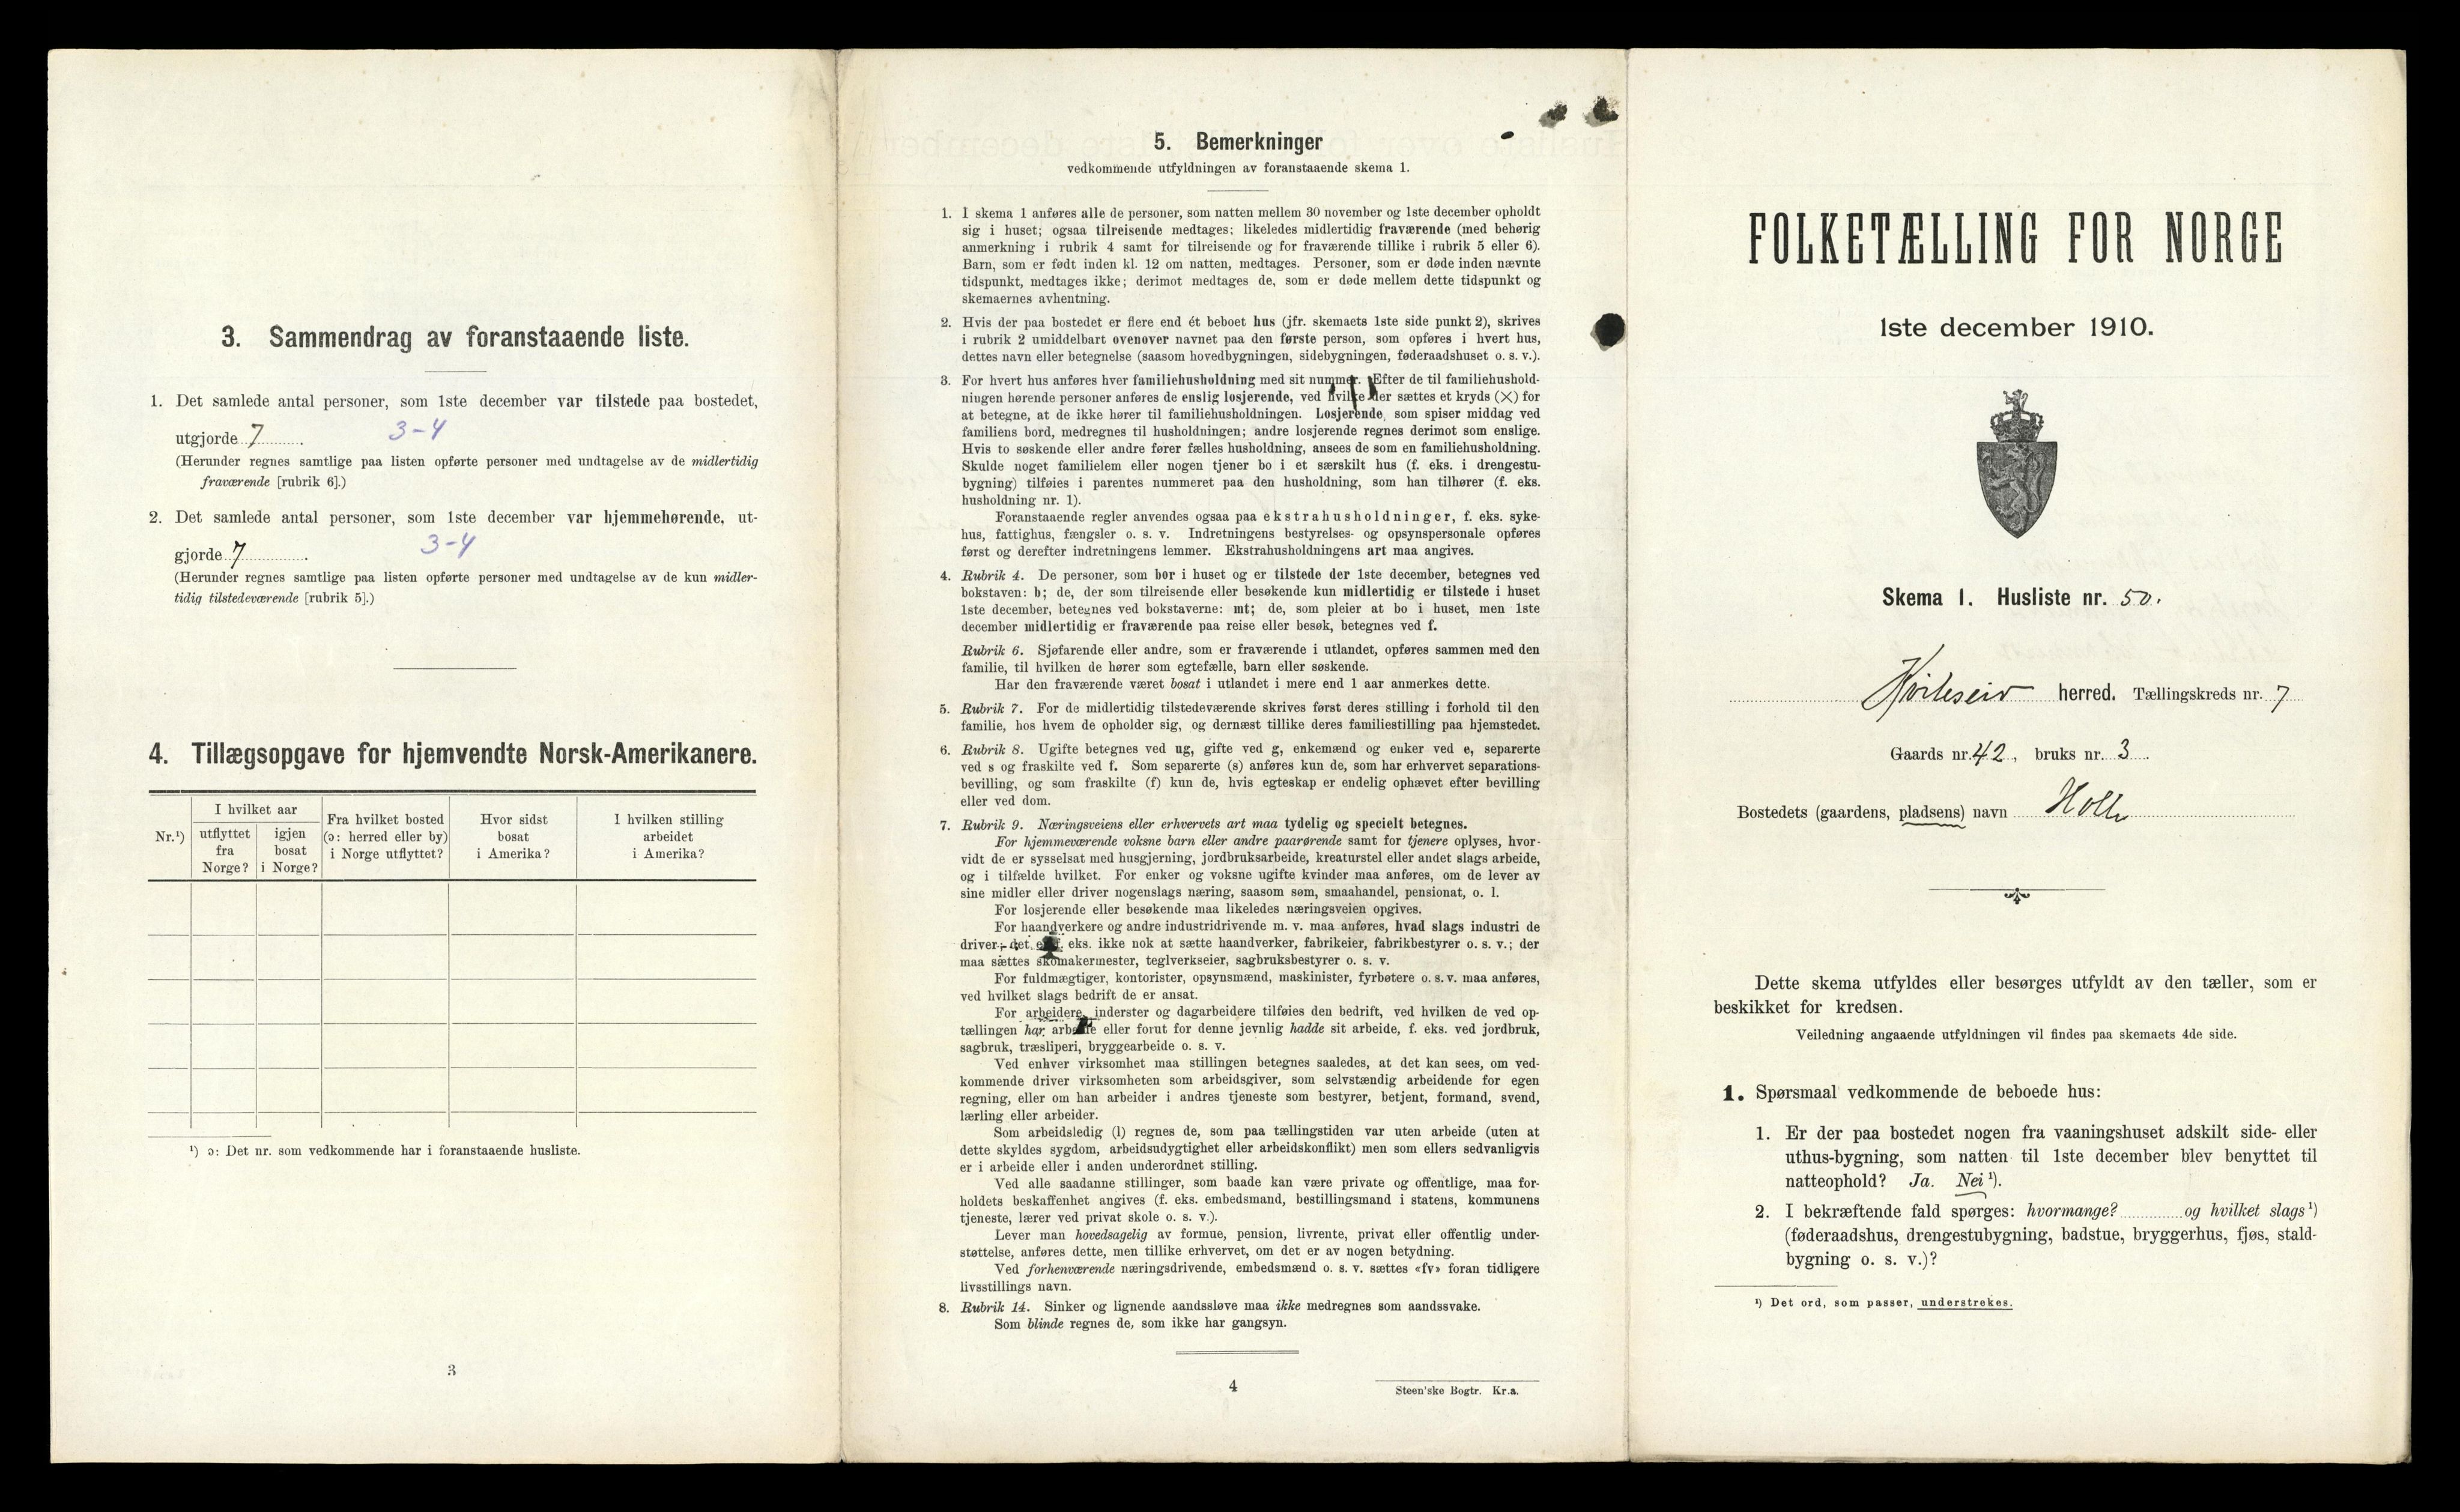 3. Sammendrag av foranstaaende liste.
1. Det samlede antal personer, som 1ste december var tilstede paa bostedet,
utgjorde 7. 3-4
(Herunder regnes samtlige paa listen opførte personer med undtagelse av de midlertidig
fraværende [rubrik 6].)
2. Det samlede antal personer, som 1ste december var hjemmehørende, ut-
gjorde 7. 3-4
(Herunder regnes samtlige paa listen opførte personer med undtagelse av de kun midler-
tidig tilstedeværende [rubrik 5].)
4. Tillægsopgave for hjemvendte Norsk-Amerikanere.
Nr.¹)
I hvilket aar
utflyttet
fra
Norge?
igjen
bosat
i Norge?
Fra hvilket bosted
(ɔ: herred eller by)
i Norge utflyttet?
Hvor sidst
bosat
i Amerika?
I hvilken stilling
arbeidet
i Amerika?
¹) ɔ: Det nr. som vedkommende har i foranstaaende husliste.
3
5. Bemerkninger
vedkommende utfyldningen av foranstaaende skema 1.
1. I skema 1 anføres alle de personer, som natten mellem 30 november og 1ste december opholdt
sig i huset; ogsaa tilreisende medtages; likeledes midlertidig fraværende (med behørig
anmerkning i rubrik 4 samt for tilreisende og for fraværende tillike i rubrik 5 eller 6).
Barn, som er født inden kl. 12 om natten, medtages. Personer, som er døde inden nævnte
tidspunkt, medtages ikke; derimot medtages de, som er døde mellem dette tidspunkt og
skemaernes avhentning.
2. Hvis der paa bostedet er flere end ét beboet hus (jfr. skemaets 1ste side punkt 2), skrives
i rubrik 2 umiddelbart ovenover navnet paa den første person, som opføres i hvert hus,
dettes navn eller betegnelse (saasom hovedbygningen, sidebygningen, føderaadshuset o. s. v.).
3. For hvert hus anføres hver familiehusholdning med sit nummer. Efter de til familiehushold-
ningen hørende personer anføres de enslig losjerende, ved hvilke der sættes et kryds (×) for
at betegne, at de ikke hører til familiehusholdningen. Losjerende, som spiser middag ved
familiens bord, medregnes til husholdningen; andre losjerende regnes derimot som enslige.
Hvis to søskende eller andre fører fælles husholdning, ansees de som en familiehusholdning.
Skulde noget familielem eller nogen tjener bo i et særskilt hus (f. eks. i drengestu-
bygning) tilføies i parentes nummeret paa den husholdning, som han tilhører (f. eks.
husholdning nr. 1).
Foranstaaende regler anvendes ogsaa paa ekstrahusholdninger, f. eks. syke-
hus, fattighus, fængsler o. s. v. Indretningens bestyrelses- og opsynspersonale opføres
først og derefter indretningens lemmer. Ekstrahusholdningens art maa angives.
4. Rubrik 4. De personer, som bor i huset og er tilstede der 1ste december, betegnes ved
bokstaven: b; de, der som tilreisende eller besøkende kun midlertidig er tilstede i huset
1ste december, betegnes ved bokstaverne: mt; de, som pleier at bo i huset, men 1ste
december midlertidig er fraværende paa reise eller besøk, betegnes ved f.
Rubrik 6. Sjøfarende eller andre, som er fraværende i utlandet, opføres sammen med den
familie, til hvilken de hører som egtefælle, barn eller søskende.
Har den fraværende været bosat i utlandet i mere end 1 aar anmerkes dette.
5. Rubrik 7. For de midlertidig tilstedeværende skrives først deres stilling i forhold til den
familie, hos hvem de opholder sig, og dernæst tillike deres familiestilling paa hjemstedet.
6. Rubrik 8. Ugifte betegnes ved ug, gifte ved g, enkemænd og enker ved e, separerte
ved s og fraskilte ved f. Som separerte (s) anføres kun de, som har erhvervet separations-
bevilling, og som fraskilte (f) kun de, hvis egteskap er endelig ophævet efter bevilling
eller ved dom.
7. Rubrik 9. Næringsveiens eller erhvervets art maa tydelig og specielt betegnes.
For hjemmeværende voksne barn eller andre paarørende samt for tjenere oplyses, hvor-
vidt de er sysselsat med husgjerning, jordbruksarbeide, kreaturstel eller andet slags arbeide,
og i tilfælde hvilket. For enker og voksne ugifte kvinder maa anføres, om de lever av
sine midler eller driver nogenslags næring, saasom søm, smaahandel, pensionat, o. l.
For losjerende eller besøkende maa likeledes næringsveien opgives.
For haandverkere og andre industridrivende m. v. maa anføres, hvad slags industri de
driver; det er f. eks. ikke nok at sætte haandverker, fabrikeier, fabrikbestyrer o. s. v.; der
maa sættes skomakermester, teglverkseier, sagbruksbestyrer o. s. v.
For fuldmægtiger, kontorister, opsynsmænd, maskinister, fyrbøtere o. s. v. maa anføres,
ved hvilket slags bedrift de er ansat.
For arbeidere, inderster og dagarbeidere tilføies den bedrift, ved hvilken de ved op-
tællingen har arbeide eller forut for denne jevnlig hadde sit arbeide, f. eks. ved jordbruk,
sagbruk, træsliperi, bryggearbeide o. s. v.
Ved enhver virksomhet maa stillingen betegnes saaledes, at det kan sees, om ved-
kommende driver virksomheten som arbeidsgiver, som selvstændig arbeidende for egen
regning, eller om han arbeider i andres tjeneste som bestyrer, betjent, formand, svend,
lærling eller arbeider.
Som arbeidsledig (l) regnes de, som paa tællingstiden var uten arbeide (uten at
dette skyldes sygdom, arbeidsudygtighet eller arbeidskonflikt) men som ellers sedvanligvis
er i arbeide eller i anden underordnet stilling.
Ved alle saadanne stillinger, som baade kan være private og offentlige, maa for-
holdets beskaffenhet angives (f. eks. embedsmand, bestillingsmand i statens, kommunens
tjeneste, lærer ved privat skole o. s. v.).
Lever man hovedsagelig av formue, pension, livrente, privat eller offentlig under-
støttelse, anføres dette, men tillike erhvervet, om det er av nogen betydning.
Ved forhenværende næringsdrivende, embedsmænd o. s. v. sættes «fv» foran tidligere
livsstillings navn.
8. Rubrik 14. Sinker og lignende aandssløve maa ikke medregnes som aandssvake.
Som blinde regnes de, som ikke har gangsyn.
4
Steen'ske Bogtr. Kr.a.
FOLKETÆLLING FOR NORGE
1ste december 1910.
Skema 1. Husliste nr. 50.
Kviteseid herred. Tællingskreds nr. 7
Gaards nr. 42, bruks nr. 3.
Bostedets (gaardens, pladsens) navn
1. Spørsmaal vedkommende de beboede hus:
Dette skema utfyldes eller besørges utfyldt av den tæller, som er
beskikket for kredsen.
Veiledning angaaende utfyldningen vil findes paa skemaets 4de side.
1. Er der paa bostedet nogen fra vaaningshuset adskilt side- eller
uthus-bygning, som natten til 1ste december blev benyttet til
natteophold? Ja. Nei ¹).
2. I bekræftende fald spørges: hvormange? og hvilket slags ¹)
(føderaadshus, drengestubygning, badstue, bryggerhus, fjøs, stald-
bygning o. s. v.)?
¹) Det ord, som passer, understrekes.